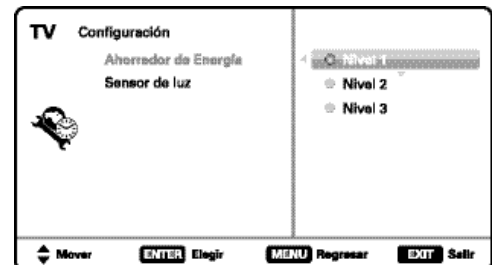 TV Configuración
Ahorrador de Energía
Sensor de luz
Nivel 1
Nivel 2
Nivel 3
Mover ENTER Elegir MENU Regresar EXIT Salir